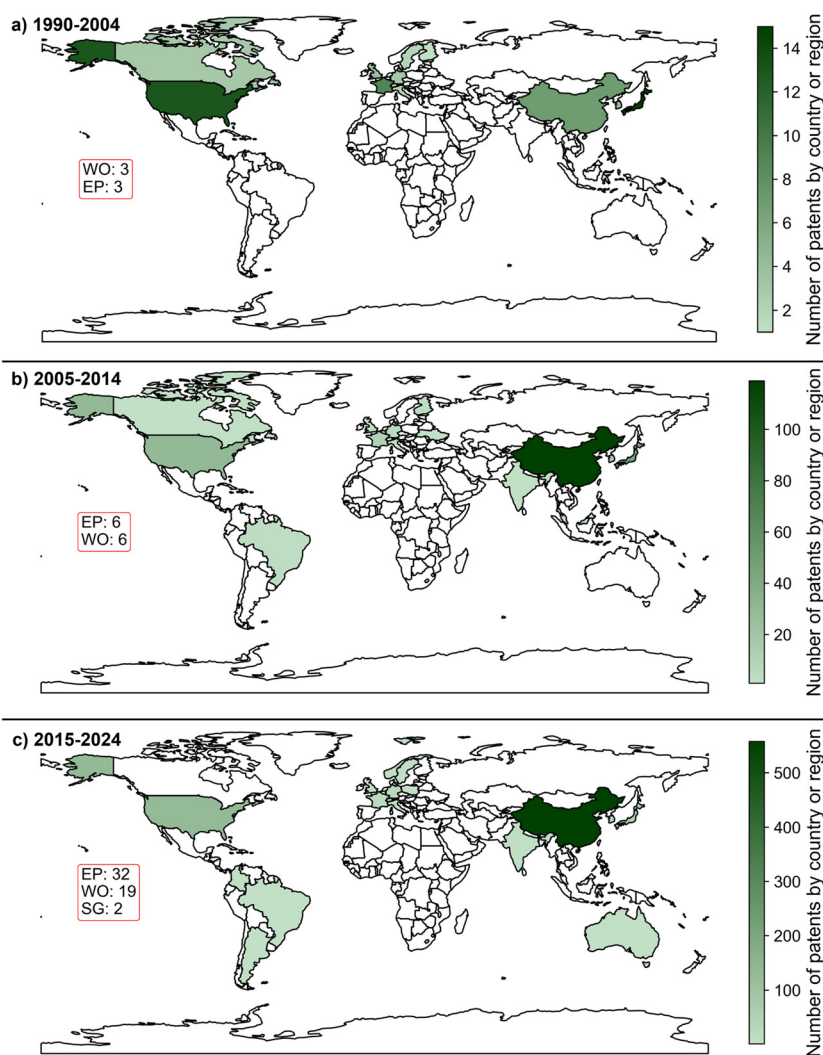 a) 1990-2004
WO: 3
EP: 3
14
12
10
8
6
4
2
Number of patents by country or region
b) 2005-2014
EP: 6
WO: 6
100
80
60
40
20
Number of patents by country or region
c) 2015-2024
EP: 32
WO: 19
SG: 2
500
400
300
200
100
Number of patents by country or region